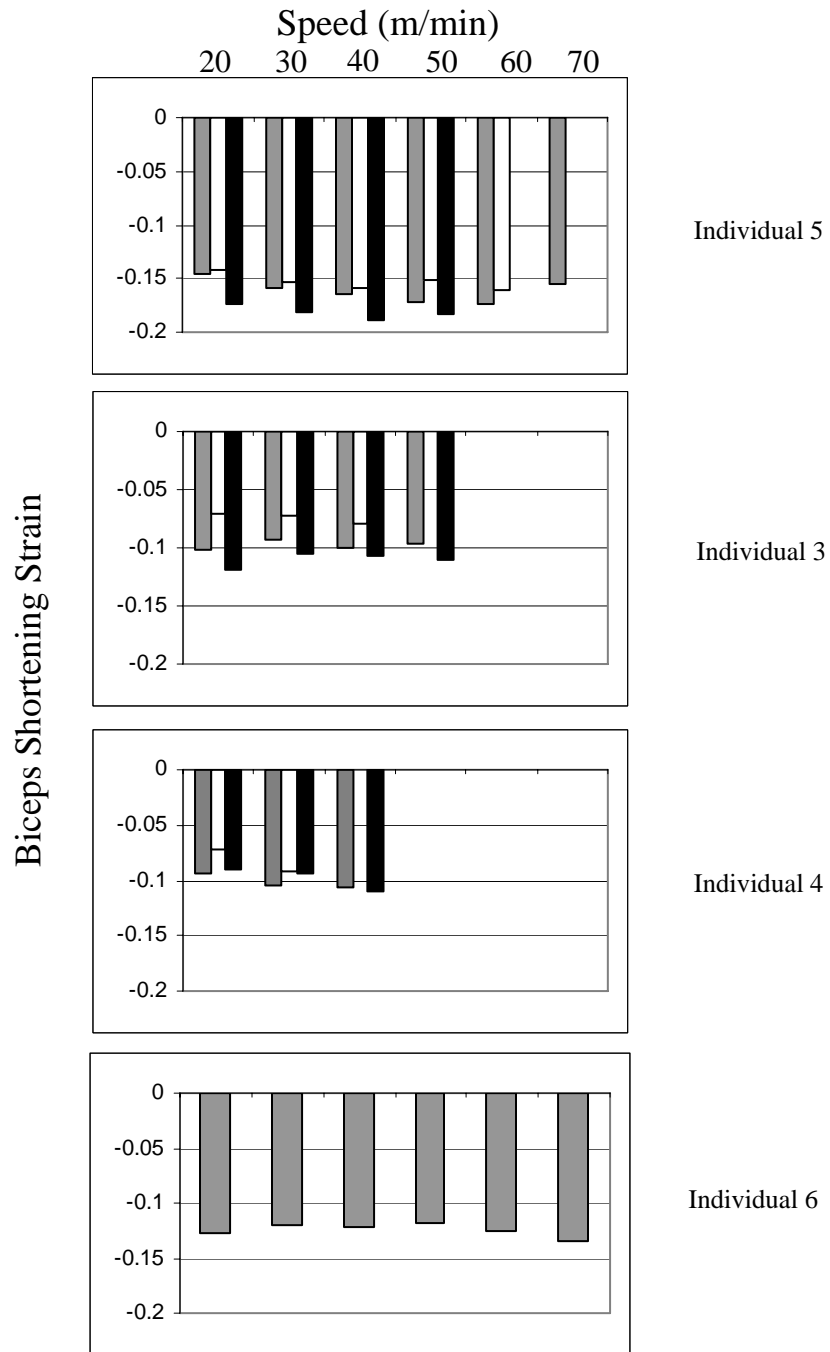 Speed (m/min)
20 30 40 50 60 70
0
-0.05
-0.1
-0.15
-0.2
Individual 5
0
-0.05
-0.1
-0.15
-0.2
Individual 3
Biceps Shortening Strain
0
-0.05
-0.1
-0.15
-0.2
Individual 4
0
-0.05
-0.1
-0.15
-0.2
Individual 6